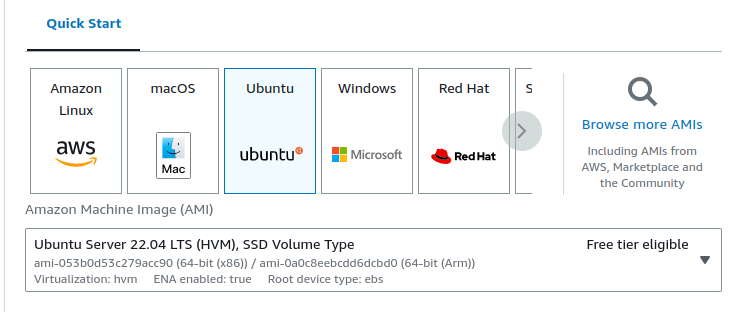 Quick Start
Amazon
Linux
aws
macOS
Mac
Ubuntu
ubuntu
Windows
Microsoft
Red Hat
Red Hat
S
Browse more AMIs
Including AMIs from
AWS, Marketplace and
the Community
Amazon Machine Image (AMI)
Ubuntu Server 22.04 LTS (HVM), SSD Volume Type
Free tier eligible
ami-053b0d53c279acc90 (64-bit (x86)) / ami-0a0c8eebcdd6dcbd0 (64-bit (Arm))
Virtualization: hvm ENA enabled: true Root device type: ebs